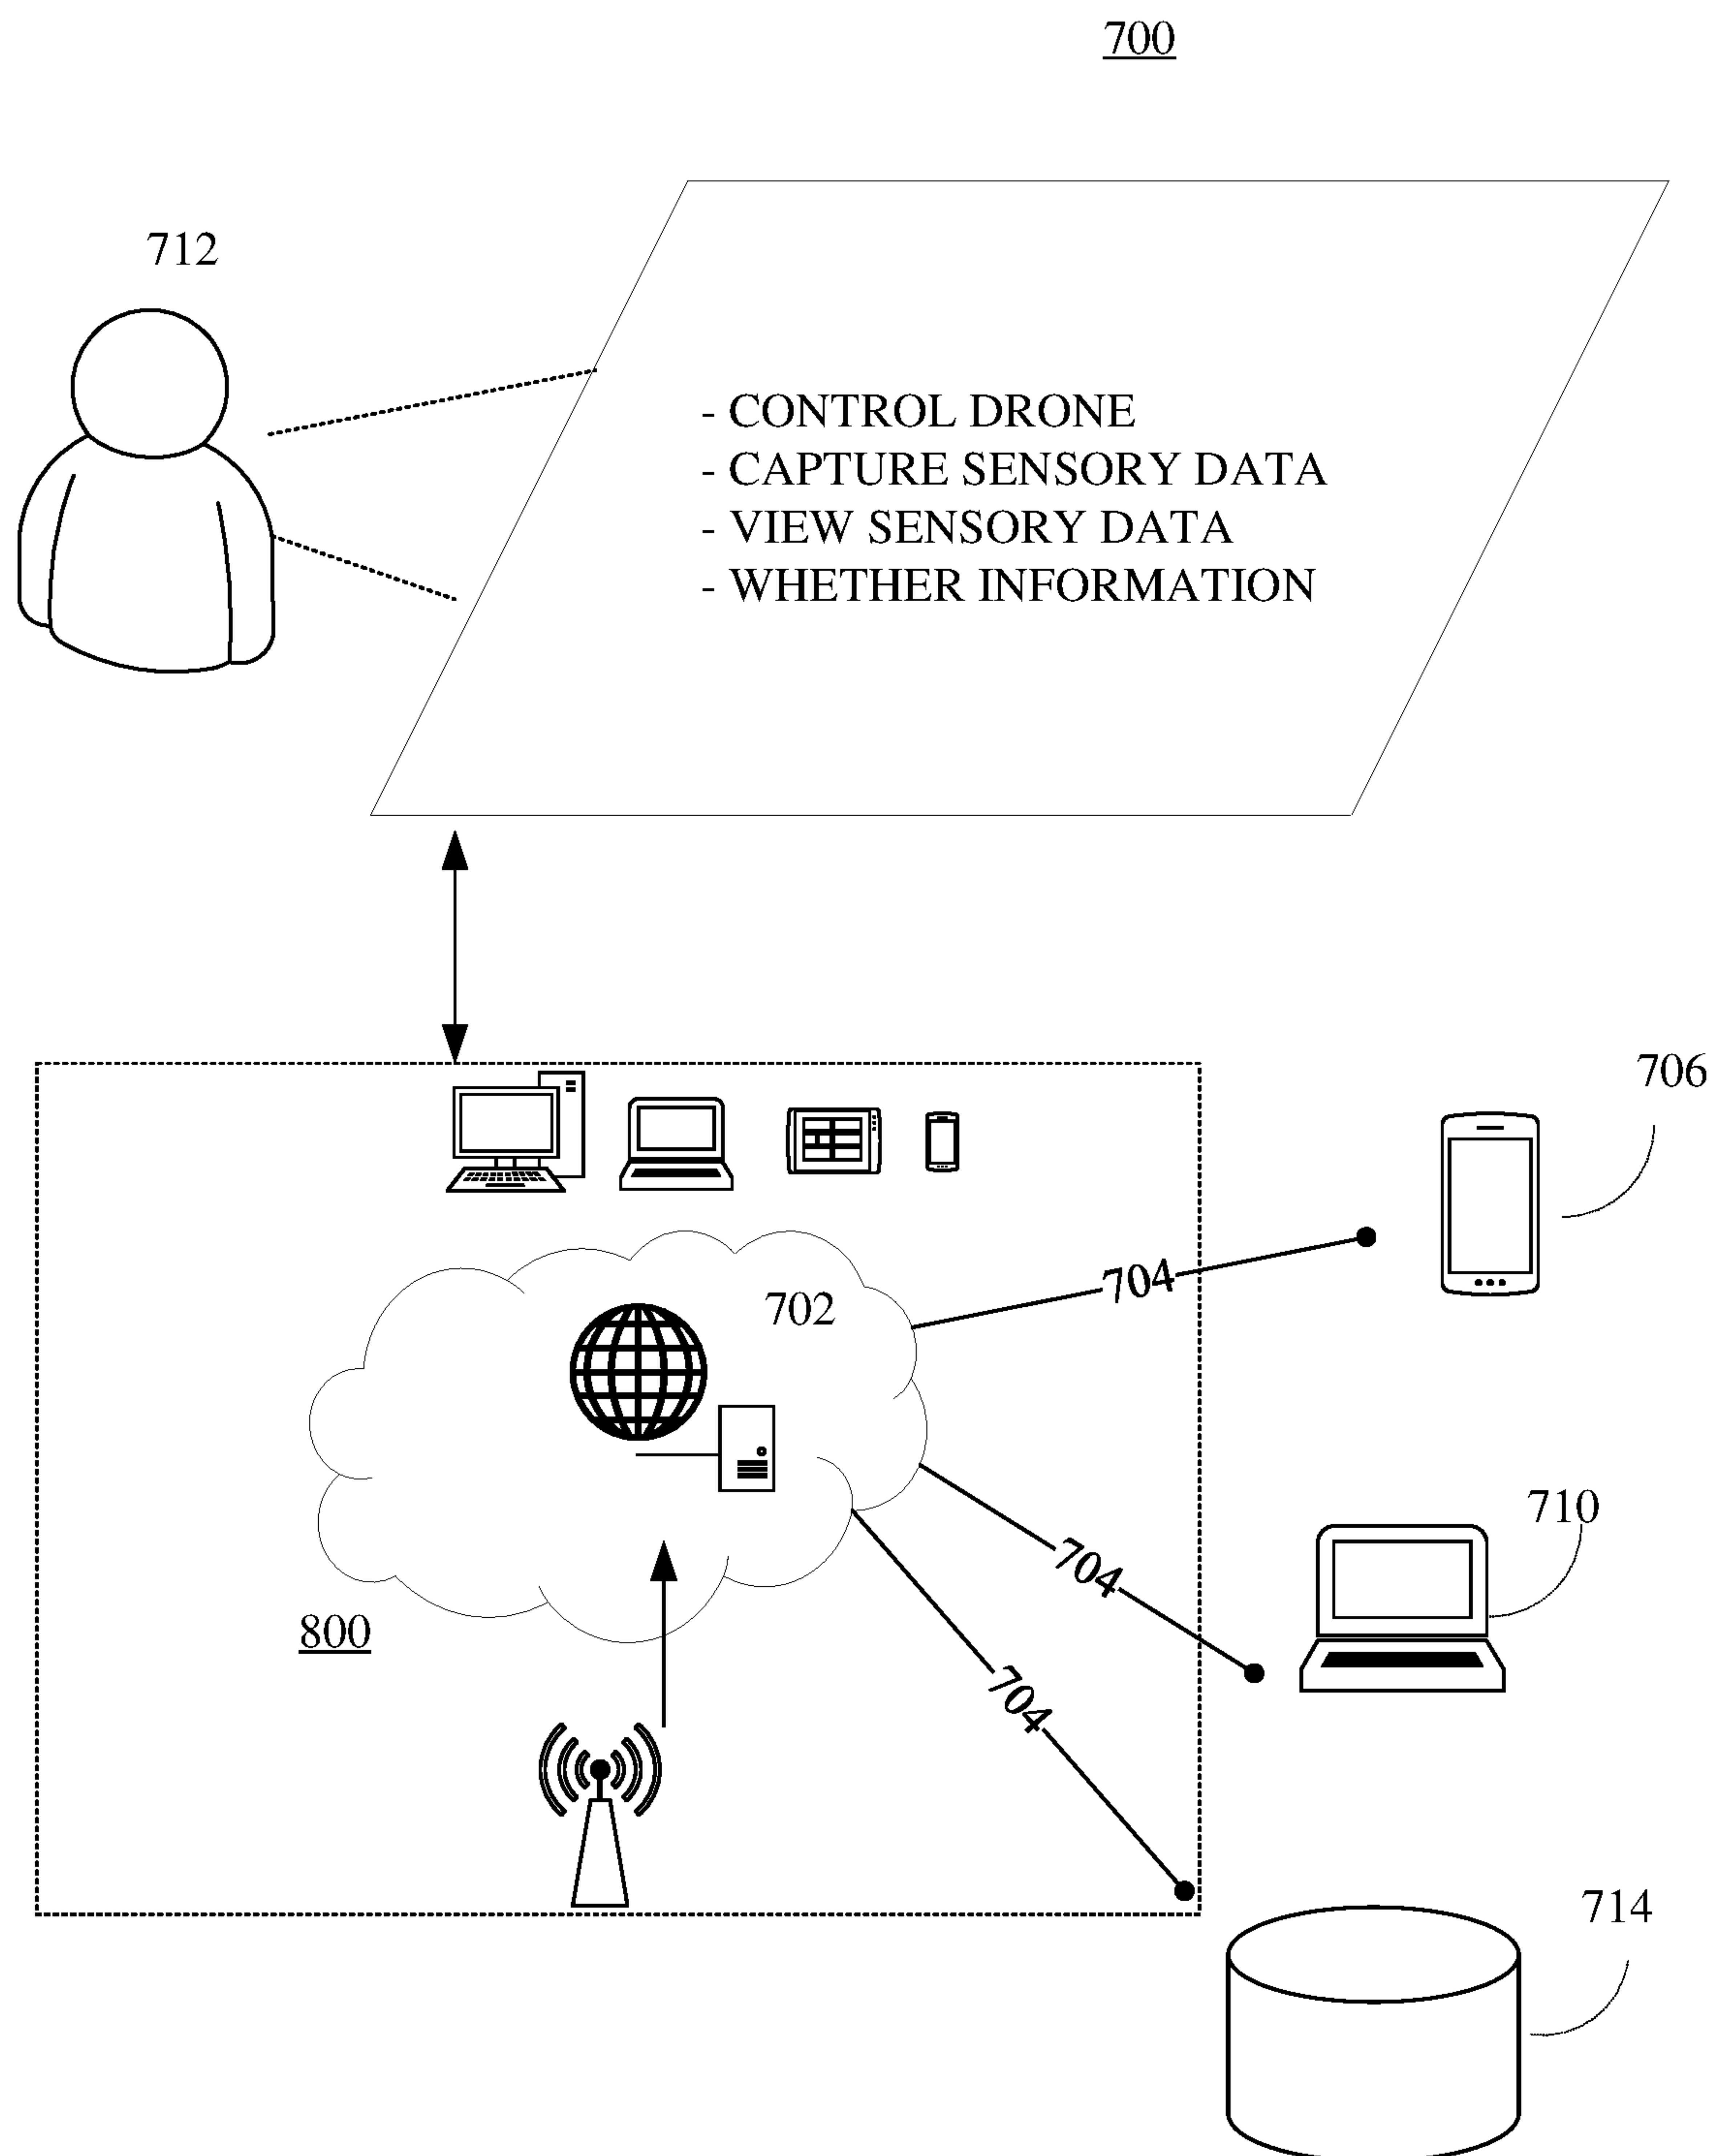 700
712
- CONTROL DRONE
- CAPTURE SENSORY DATA
- VIEW SENSORY DATA
- WHETHER INFORMATION
706
704
702
710
704
800
704
714